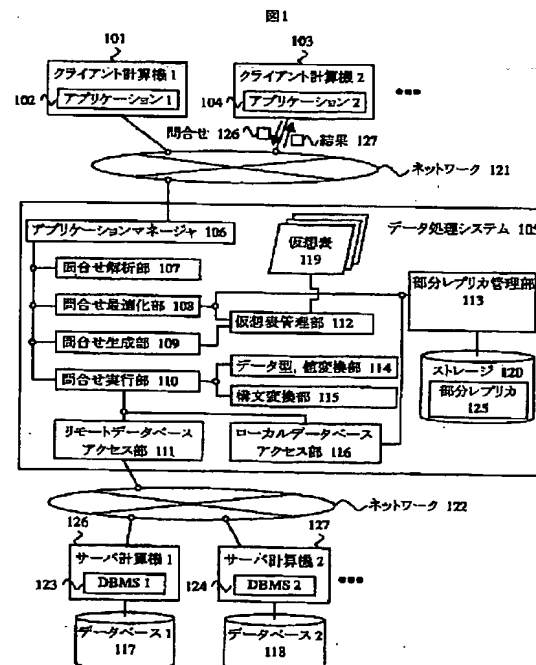 図1
101
103
クライアント計算機 1
クライアント計算機 2
102
アプリケーション 1
104
アプリケーション 2
問合せ 126
結果 127
ネットワーク 121
アプリケーションマネージャ 106
データ処理システム 105
仮想表
119
問合せ解析部 107
問合せ最適化部 108
部分レプリカ管理部
113
仮想表管理部 112
問合せ生成部 109
ストレージ 120
データ型, 値変換部 114
部分レプリカ
125
問合せ実行部 110
構文変換部 115
リモートデータベース
アクセス部 111
ローカルデータベース
アクセス部 116
ネットワーク 122
126
127
サーバ計算機 1
サーバ計算機 2
123
DBMS 1
124
DBMS 2
データベース 1
117
データベース 2
118